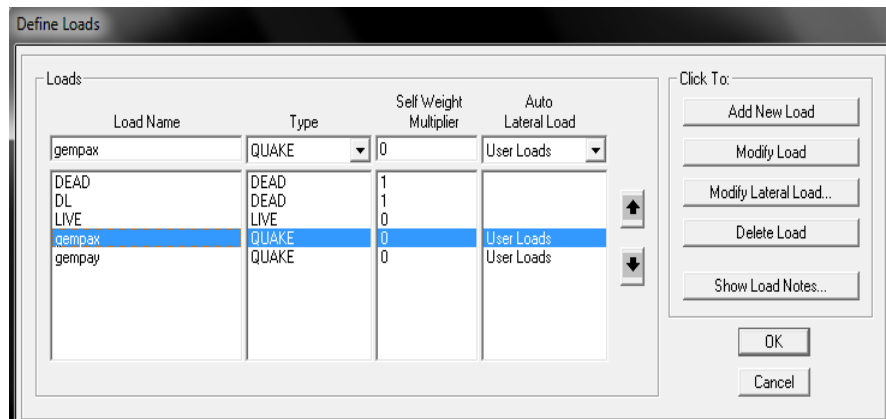 Define Loads
Loads
Load Name Type Self Weight Multiplier Auto Lateral Load
gempax QUAKE 0 User Loads
DEAD DEAD 1
DL DEAD 1
LIVE LIVE 0
gempax QUAKE 0 User Loads
gempay QUAKE 0 User Loads
Click To:
Add New Load
Modify Load
Modify Lateral Load...
Delete Load
Show Load Notes...
OK
Cancel